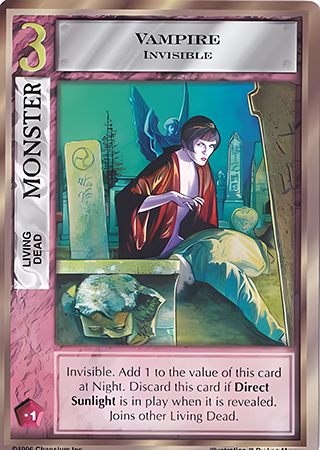 3
VAMPIRE
INVISIBLE
MONSTER
LIVING
DEAD
Invisible. Add 1 to the value of this card
at Night. Discard this card if Direct
Sunlight is in play when it is revealed.
Joins other Living Dead.
-1
©1996 Chaosium Inc.
Illustration ©